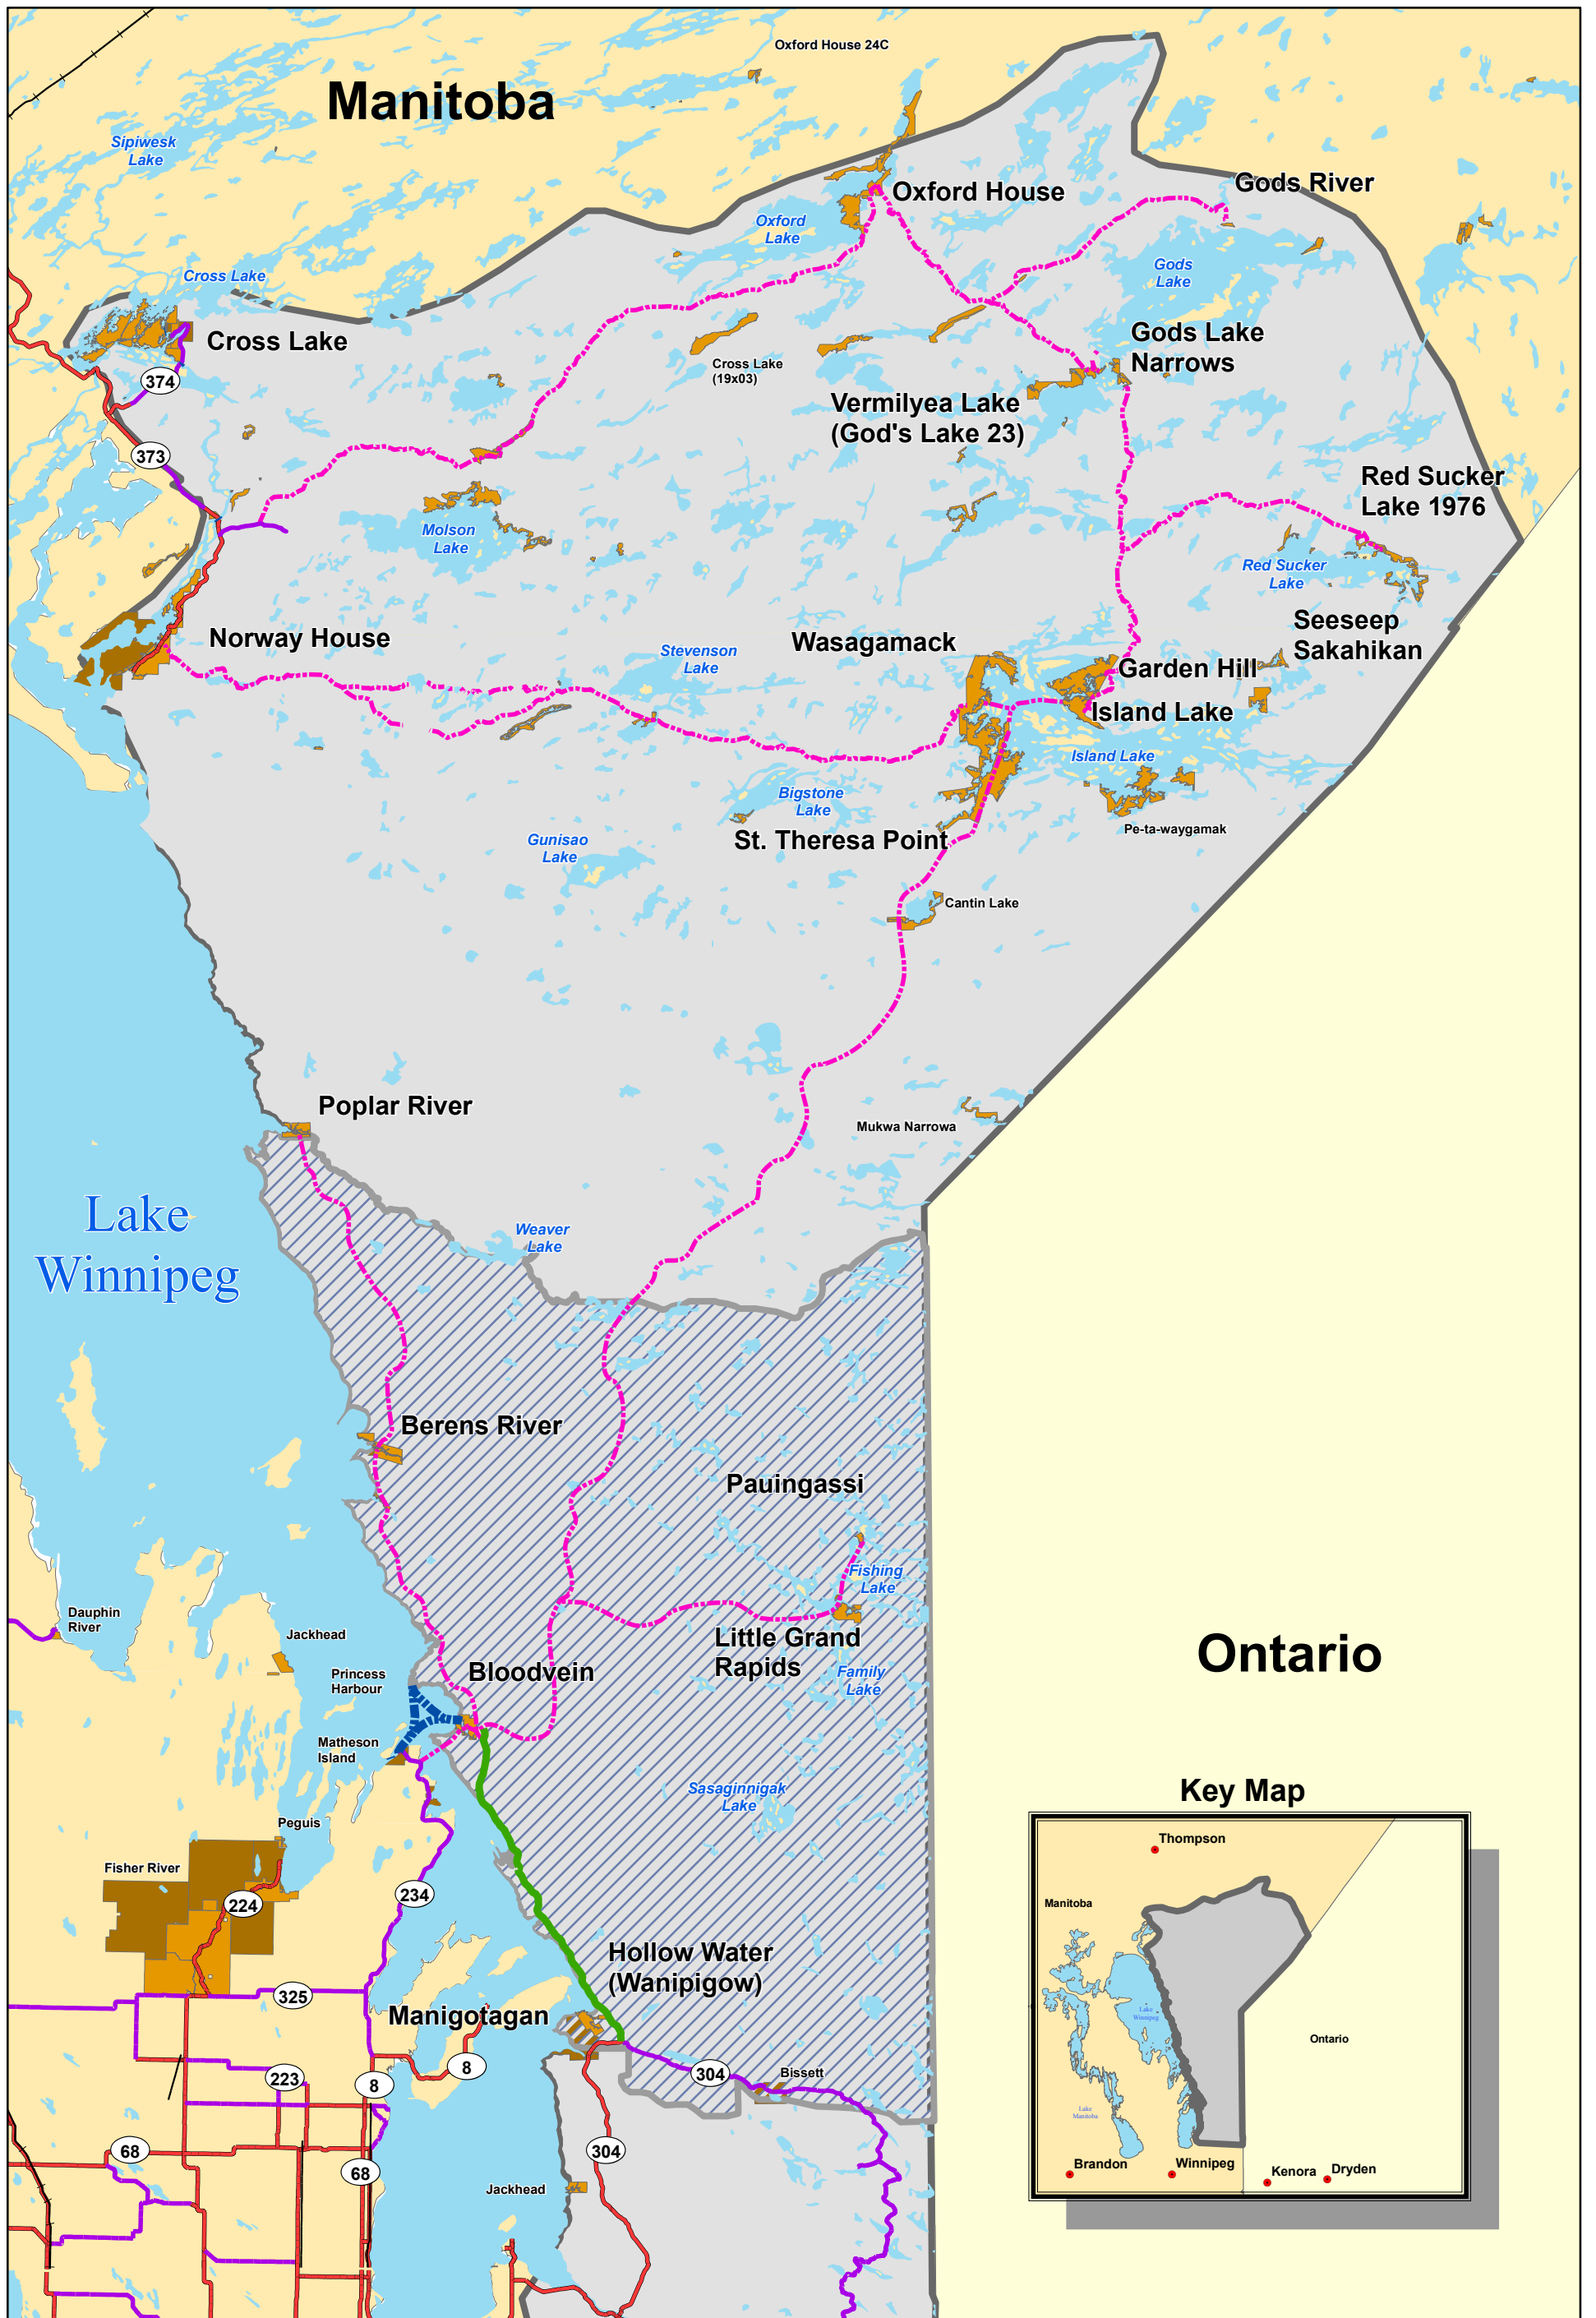 Oxford House 24C
Manitoba
Sipiwesk
Lake
Oxford House
Gods River
Oxford
Lake
Gods
Lake
Cross Lake
Cross Lake
Gods Lake
Narrows
Cross Lake
(19x03)
374
Vermilyea Lake
(God's Lake 23)
373
Red Sucker
Lake 1976
Molson
Lake
Red Sucker
Lake
Seeseep
Sakahikan
Norway House
Wasagamack
Stevenson
Lake
Garden Hill
Island Lake
Island Lake
Bigstone
Lake
Pe-ta-waygamak
St. Theresa Point
Gunisao
Lake
Cantin Lake
Poplar River
Mukwa Narrowa
Lake
Winnipeg
Weaver
Lake
Berens River
Pauingassi
Fishing
Lake
Dauphin
River
Jackhead
Little Grand
Rapids
Ontario
Princess
Harbour
Bloodvein
Family
Lake
Matheson
Island
Sasaginnigak
Lake
Key Map
Peguis
Thompson
Fisher River
224
234
Manitoba
Hollow Water
(Wanipigow)
325
Manigotagan
Lake
Winnipeg
Ontario
8
304
Bissett
223
8
Lake
Manitoba
68
304
68
Brandon
Winnipeg
Kenora
Dryden
Jackhead